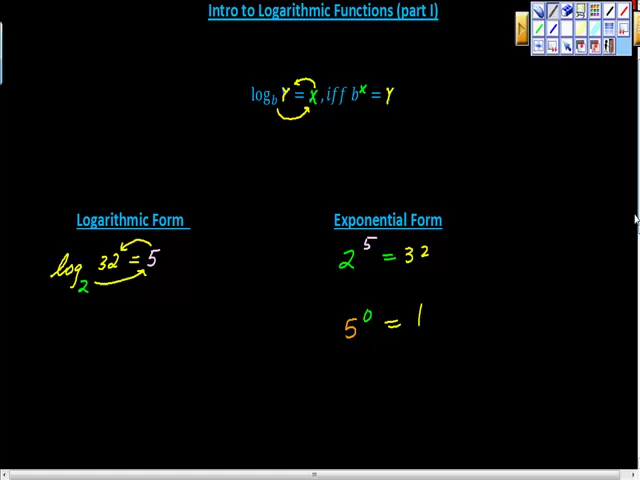 Intro to Logarithmic Functions (part I)
log_b Y = X, iff b^X = Y
Logarithmic Form
Exponential Form
log_2 32 = 5
2^5 = 32
5^0 = 1